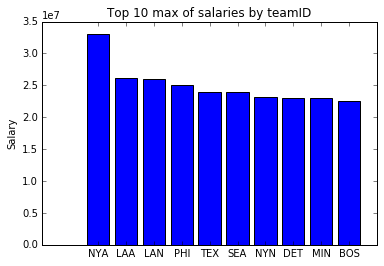 Top 10 max of salaries by teamID
1e7
3.5
3.0
2.5
2.0
1.5
1.0
0.5
0.0
Salary
NYA LAA LAN PHI TEX SEA NYN DET MIN BOS